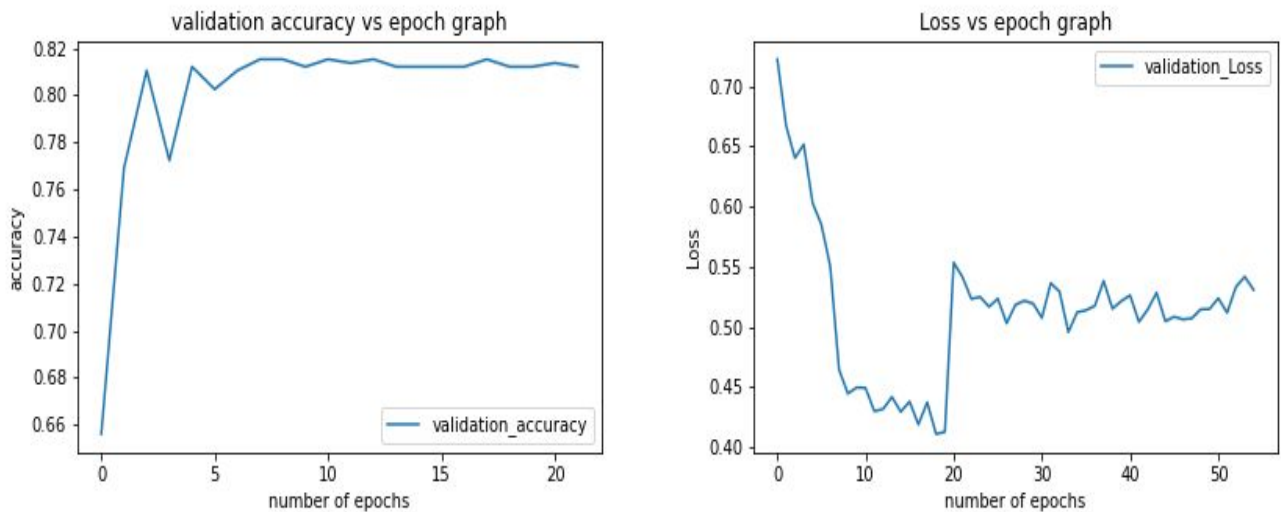 validation accuracy vs epoch graph
0.82
0.80
0.78
0.76
0.74
0.72
0.70
0.68
0.66
accuracy
validation_accuracy
0 5 10 15 20
number of epochs
Loss vs epoch graph
validation_Loss
0.70
0.65
0.60
0.55
0.50
0.45
0.40
Loss
0 10 20 30 40 50
number of epochs